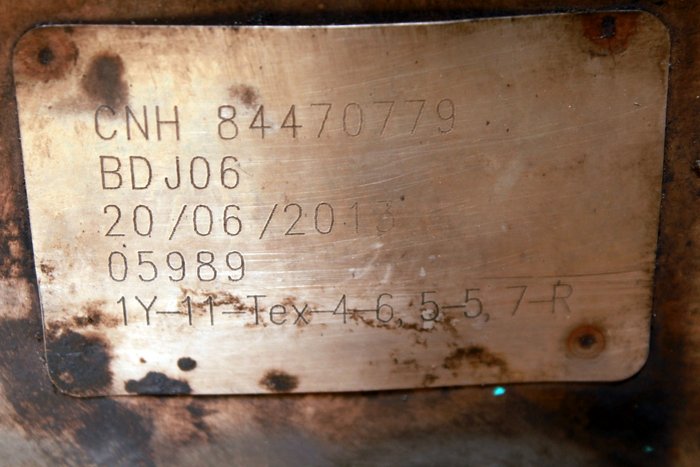 CNH 84470779
BDJ06
20/06/2013
05989
1Y-11-Tex-4-6,5-5,7-R